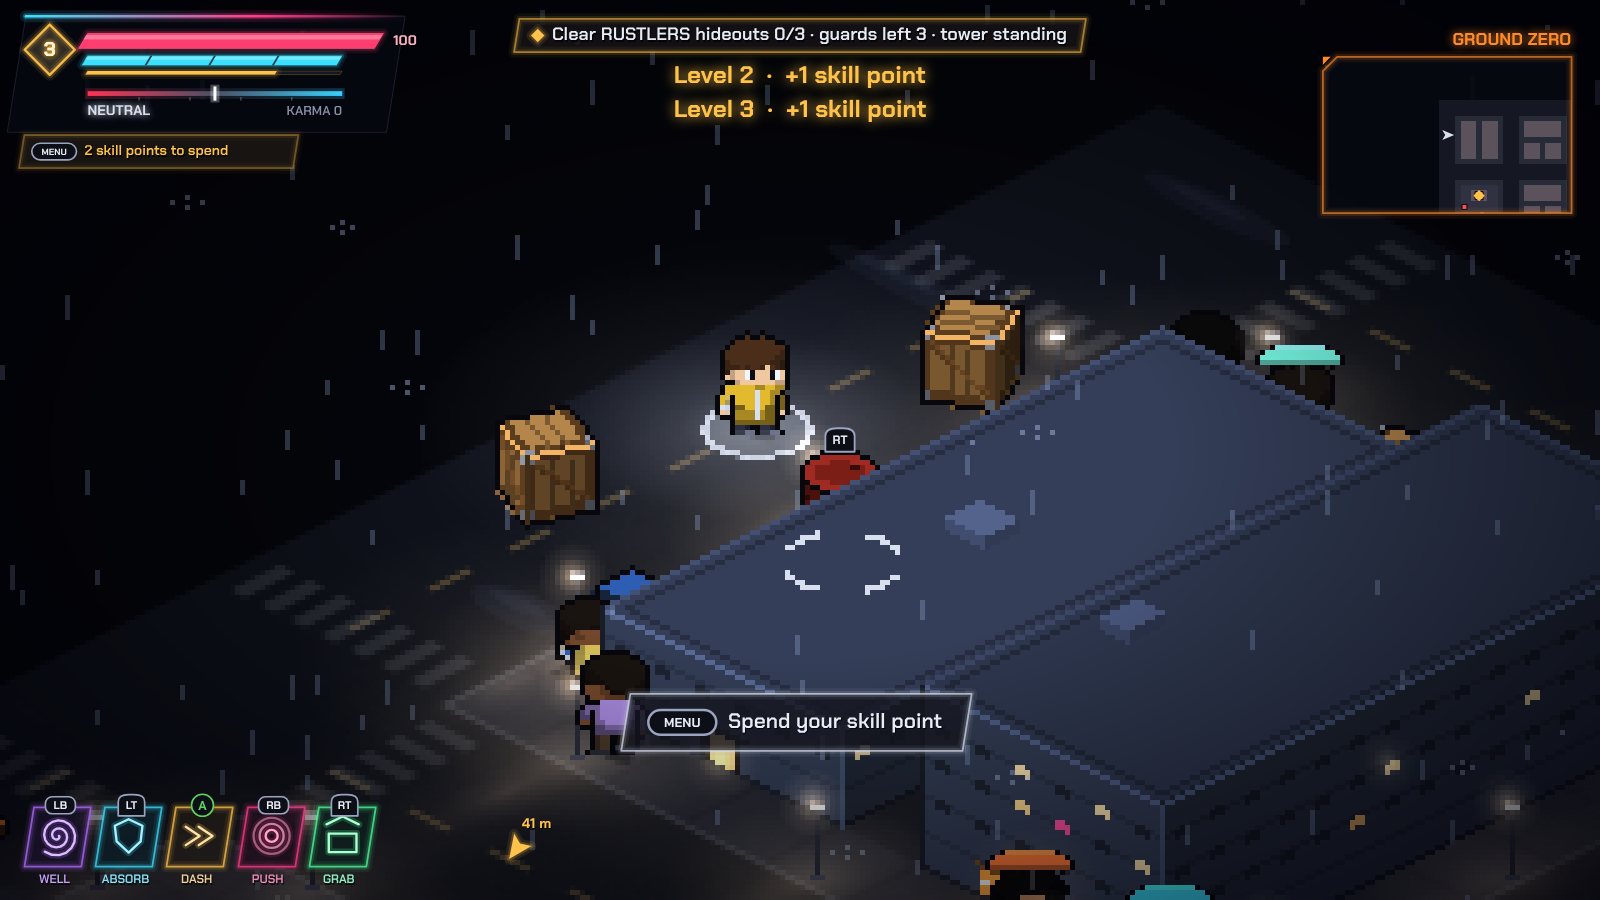 3
100
NEUTRAL
KARMA 0
MENU 2 skill points to spend
Clear RUSTLERS hideouts 0/3 · guards left 3 · tower standing
Level 2 · +1 skill point
Level 3 · +1 skill point
GROUND ZERO
RT
MENU Spend your skill point
41 m
LB LT A RB RT
WELL ABSORB DASH PUSH GRAB